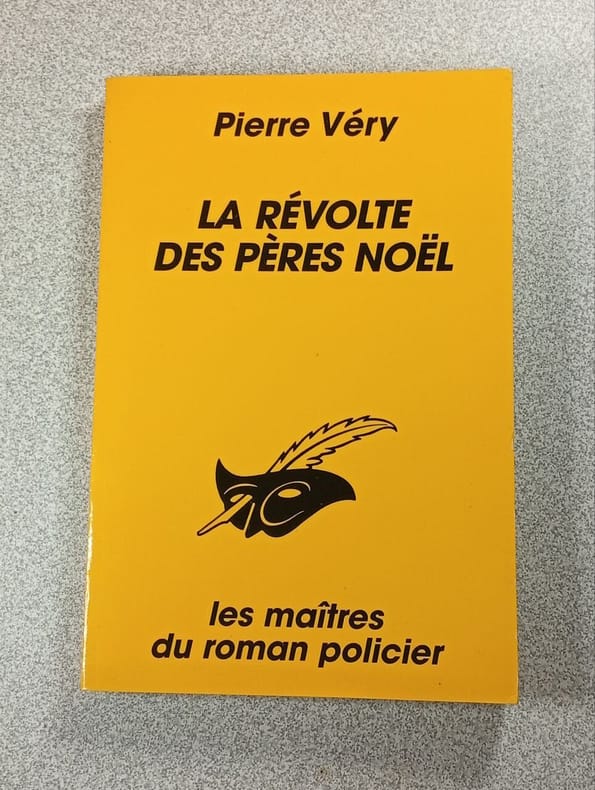 Pierre Véry
LA RÉVOLTE
DES PÈRES NOËL
les maîtres
du roman policier